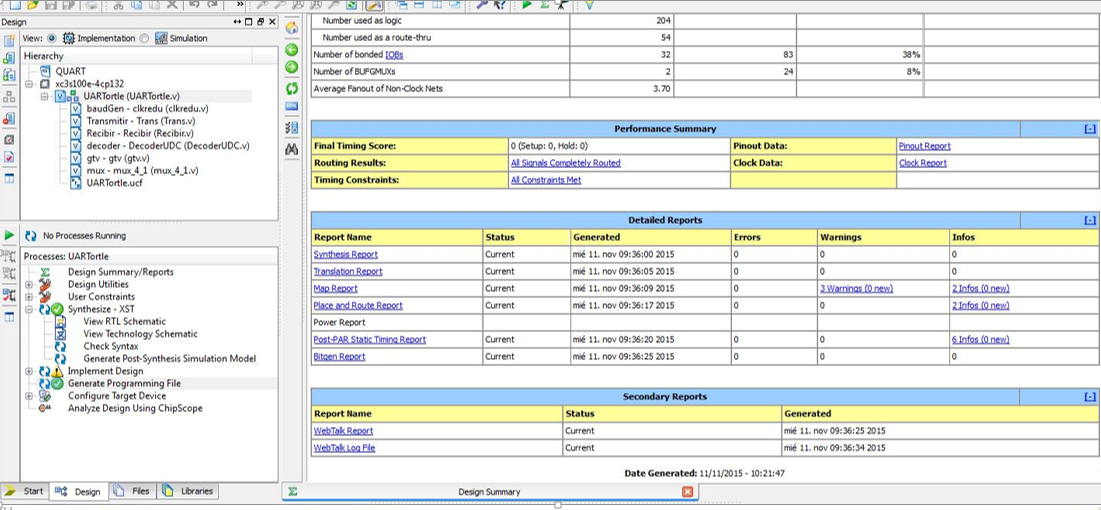 Design
View: Implementation Simulation
Hierarchy
QUART
xc3s100e-4cp132
UARTortle (UARTortle.v)
baudGen - clkredu (clkredu.v)
Transmitir - Trans (Trans.v)
Recibir - Recibir (Recibir.v)
decoder - DecoderUDC (DecoderUDC.v)
gtv - gtv (gtv.v)
mux - mux_4_1 (mux_4_1.v)
UARTortle.ucf
No Processes Running
Processes: UARTortle
Design Summary/Reports
Design Utilities
User Constraints
Synthesize - XST
View RTL Schematic
View Technology Schematic
Check Syntax
Generate Post-Synthesis Simulation Model
Implement Design
Generate Programming File
Configure Target Device
Analyze Design Using ChipScope
Start Design Files Libraries
Number used as logic 204
Number used as a route-thru 54
Number of bonded IOBs 32 83 38%
Number of BUFGMUXs 2 24 8%
Average Fanout of Non-Clock Nets 3.70
Performance Summary [-]
Final Timing Score: 0 (Setup: 0, Hold: 0) Pinout Data: Pinout Report
Routing Results: All Signals Completely Routed Clock Data: Clock Report
Timing Constraints: All Constraints Met
Detailed Reports [-]
Report Name Status Generated Errors Warnings Infos
Synthesis Report Current mié 11. nov 09:36:00 2015 0 0 0
Translation Report Current mié 11. nov 09:36:05 2015 0 0 0
Map Report Current mié 11. nov 09:36:09 2015 0 3 Warnings (0 new) 2 Infos (0 new)
Place and Route Report Current mié 11. nov 09:36:17 2015 0 0 2 Infos (0 new)
Power Report
Post-PAR Static Timing Report Current mié 11. nov 09:36:20 2015 0 0 6 Infos (0 new)
Bitgen Report Current mié 11. nov 09:36:25 2015 0 0 0
Secondary Reports [-]
Report Name Status Generated
WebTalk Report Current mié 11. nov 09:36:25 2015
WebTalk Log File Current mié 11. nov 09:36:34 2015
Date Generated: 11/11/2015 - 10:21:47
Design Summary